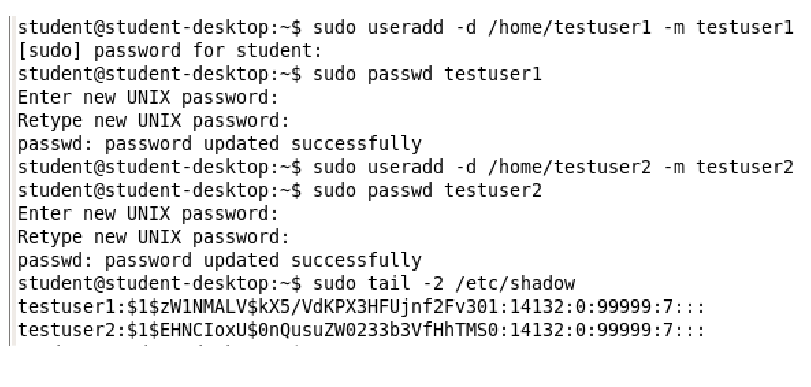 student@student-desktop:~$ sudo useradd -d /home/testuser1 -m testuser1
[sudo] password for student:
student@student-desktop:~$ sudo passwd testuser1
Enter new UNIX password:
Retype new UNIX password:
passwd: password updated successfully
student@student-desktop:~$ sudo useradd -d /home/testuser2 -m testuser2
student@student-desktop:~$ sudo passwd testuser2
Enter new UNIX password:
Retype new UNIX password:
passwd: password updated successfully
student@student-desktop:~$ sudo tail -2 /etc/shadow
testuser1:$1$zW1NMALV$kX5/VdKPX3HFUjnf2Fv301:14132:0:99999:7:::
testuser2:$1$EHNCIoxU$0nQusuZW0233b3VfHhTMS0:14132:0:99999:7:::